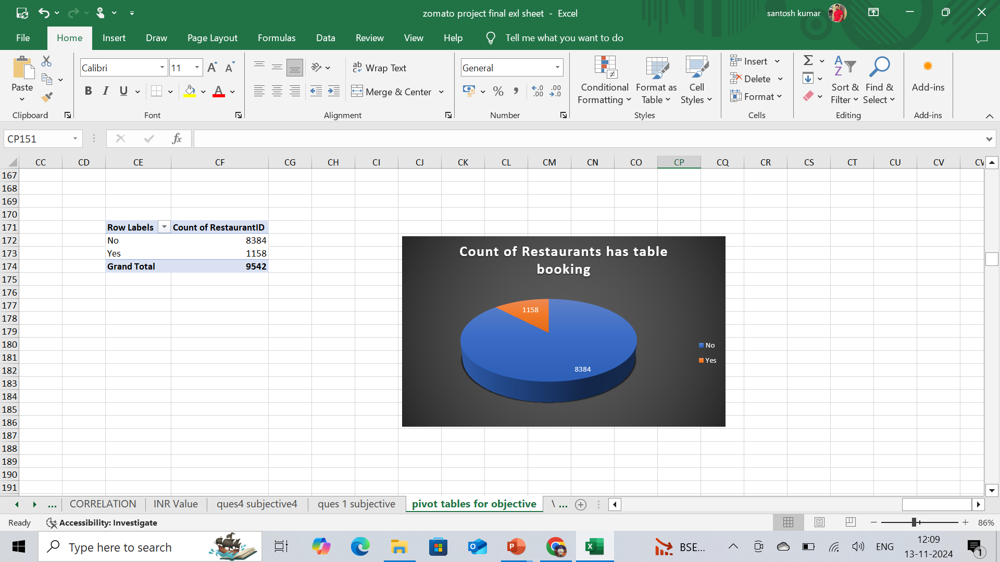 zomato project final exl sheet - Excel
santosh kumar
File Home Insert Draw Page Layout Formulas Data Review View Help Tell me what you want to do
Paste
Clipboard
Calibri 11
A A
B I U A
Font
ab Wrap Text
Merge & Center
Alignment
General
% ,
Number
Conditional Formatting
Format as Table
Cell Styles
Styles
Insert
Delete
Format
Cells
Sort & Filter
Find & Select
Editing
Add-ins
Add-ins
CP151
fx
CC CD CE CF CG CH CI CJ CK CL CM CN CO CP CQ CR CS CT CU CV
167
168
169
170
171 Row Labels Count of RestaurantID
172 No 8384
173 Yes 1158
174 Grand Total 9542
175
176
177
178
179
180
181
182
183
184
185
186
187
188
189
190
191
Count of Restaurants has table
booking
1158
8384
No
Yes
... CORRELATION INR Value ques4 subjective4 ques 1 subjective pivot tables for objective ...
Ready Accessibility: Investigate 86%
Type here to search
BSE...
ENG
12:09
13-11-2024
1